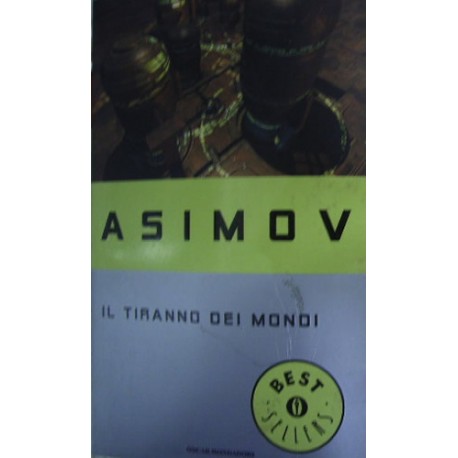 ASIMOV
IL TIRANNO DEI MONDI
BEST
SELLERS